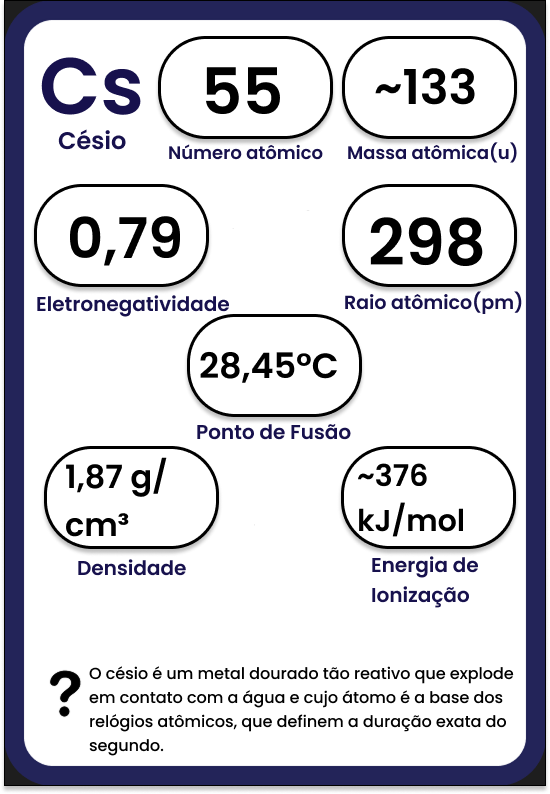 Cs
Césio
55
Número atômico
~133
Massa atômica(u)
0,79
Eletronegatividade
298
Raio atômico(pm)
28,45°C
Ponto de Fusão
1,87 g/
cm³
Densidade
~376
kJ/mol
Energia de
Ionização
?
O césio é um metal dourado tão reativo que explode
em contato com a água e cujo átomo é a base dos
relógios atômicos, que definem a duração exata do
segundo.